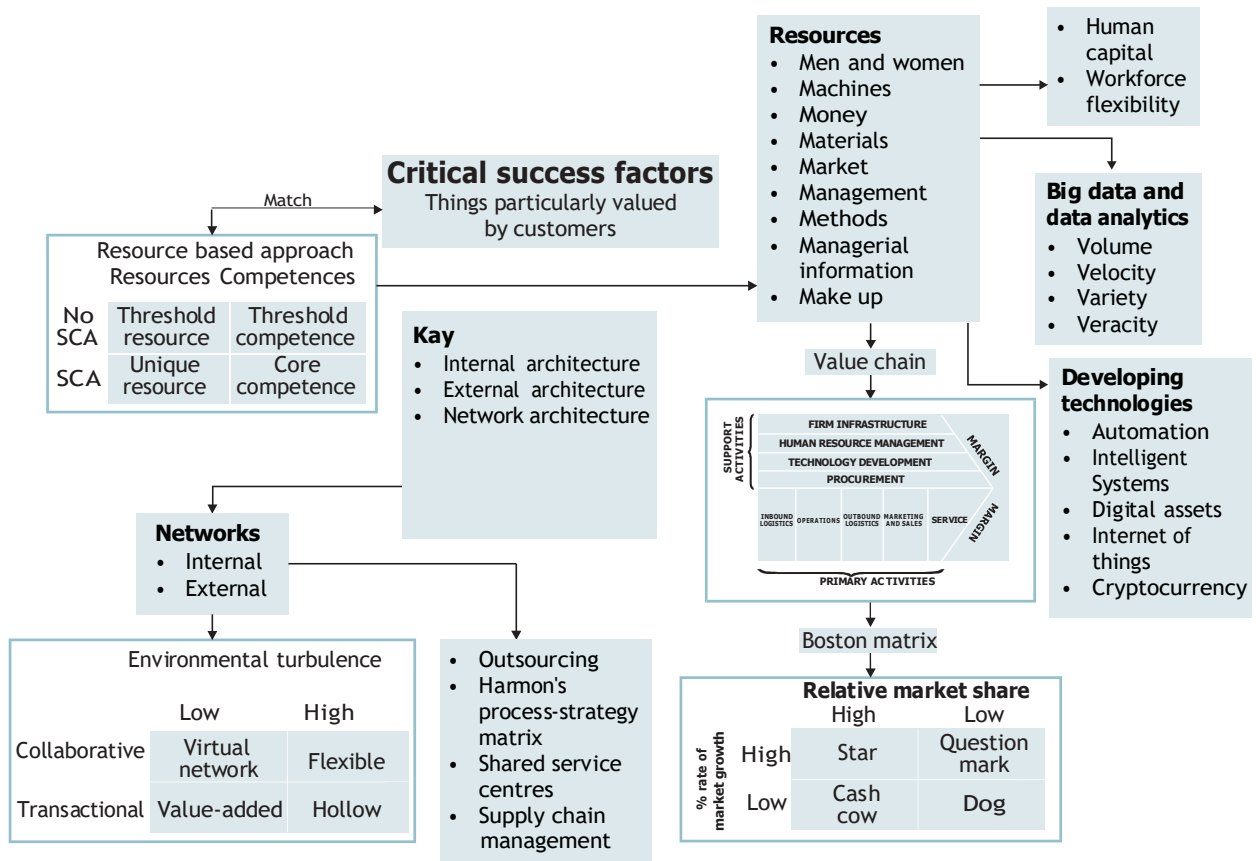 Resources
• Men and women
• Machines
• Money
• Materials
• Market
• Management
• Methods
• Managerial
information
• Make up
• Human
capital
• Workforce
flexibility
Big data and
data analytics
• Volume
• Velocity
• Variety
• Veracity
Critical success factors
Things particularly valued
by customers
Match
Resource based approach
Resources Competences
No
SCA
Threshold
resource
Threshold
competence
SCA
Unique
resource
Core
competence
Kay
• Internal architecture
• External architecture
• Network architecture
Value chain
Developing
technologies
• Automation
• Intelligent
Systems
• Digital assets
• Internet of
things
• Cryptocurrency
SUPPORT
ACTIVITIES
FIRM INFRASTRUCTURE
HUMAN RESOURCE MANAGEMENT
TECHNOLOGY DEVELOPMENT
PROCUREMENT
MARGIN
INBOUND
LOGISTICS
OPERATIONS
OUTBOUND
LOGISTICS
MARKETING
AND SALES
SERVICE
MARGIN
PRIMARY ACTIVITIES
Networks
• Internal
• External
Environmental turbulence
Low High
Collaborative
Virtual
network
Flexible
Transactional
Value-added
Hollow
• Outsourcing
• Harmon's
process-strategy
matrix
• Shared service
centres
• Supply chain
management
Boston matrix
Relative market share
High Low
% rate of
market growth
High
Star
Question
mark
Low
Cash
cow
Dog